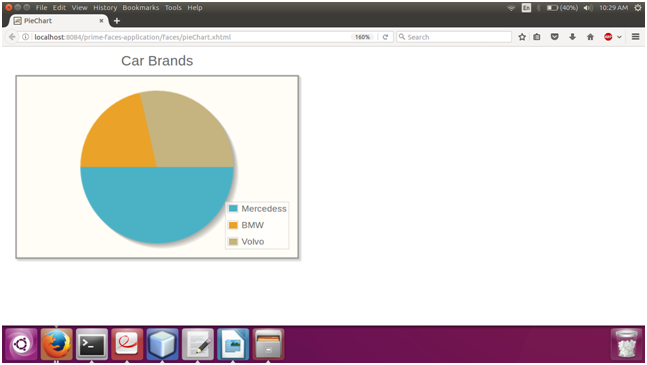 File Edit View History Bookmarks Tools Help
En (40%) 10:29 AM
PieChart
localhost:8084/prime-faces-application/faces/pieChart.xhtml 160% Search ABP
Car Brands
Mercedess
BMW
Volvo